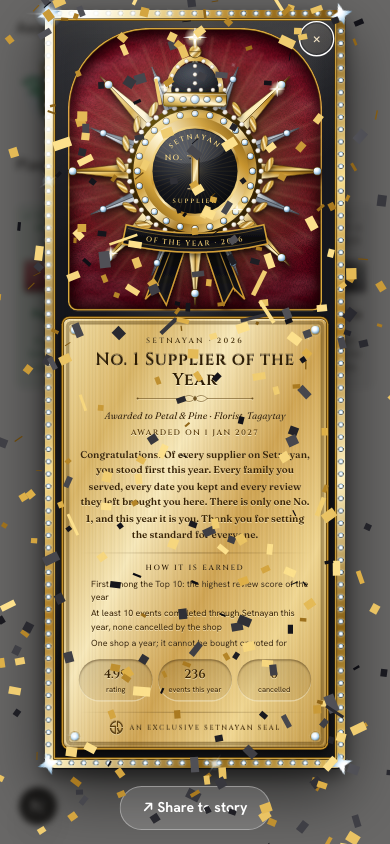 ×
SETNAYAN
NO.
1
SUPPLIER
OF THE YEAR · 2026
SETNAYAN · 2026
No. 1 Supplier of the
Year
Awarded to Petal & Pine · Florist, Tagaytay
AWARDED ON 1 JAN 2027
Congratulations. Of every supplier on Setnayan,
you stood first this year. Every family you
served, every date you kept and every review
they left brought you here. There is only one No.
1, and this year it is you. Thank you for setting
the standard for everyone.
HOW IT IS EARNED
First among the Top 10: the highest review score of the
year
At least 10 events completed through Setnayan this
year, none cancelled by the shop
One shop a year; it cannot be bought or voted for
236
rating
events this year
cancelled
AN EXCLUSIVE SETNAYAN SEAL
↗ Share to story